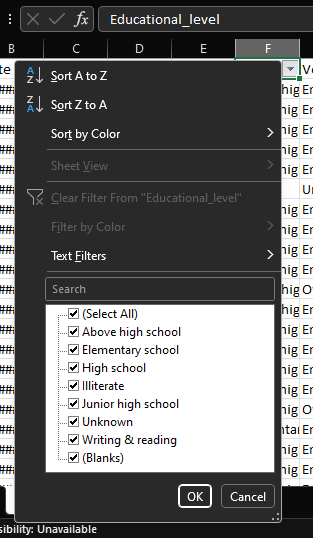 Educational_level
B C D E F
Sort A to Z
Sort Z to A
Sort by Color
Sheet View
Clear Filter From "Educational_level"
Filter by Color
Text Filters
Search
(Select All)
Above high school
Elementary school
High school
Illiterate
Junior high school
Unknown
Writing & reading
(Blanks)
OK Cancel
sibility: Unavailable